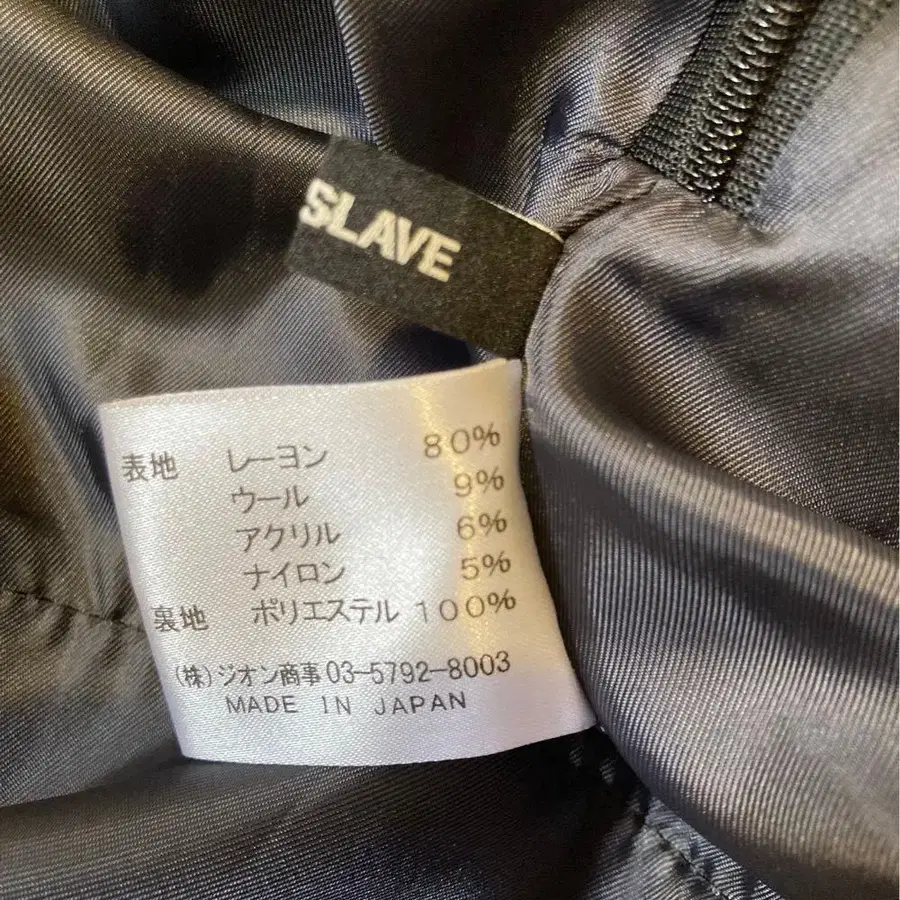 SLAVE
表地 レーヨン 80%
ウール 9%
アクリル 6%
ナイロン 5%
裏地 ポリエステル 100%
(株)ジオン商事 03-5792-8003
MADE IN JAPAN